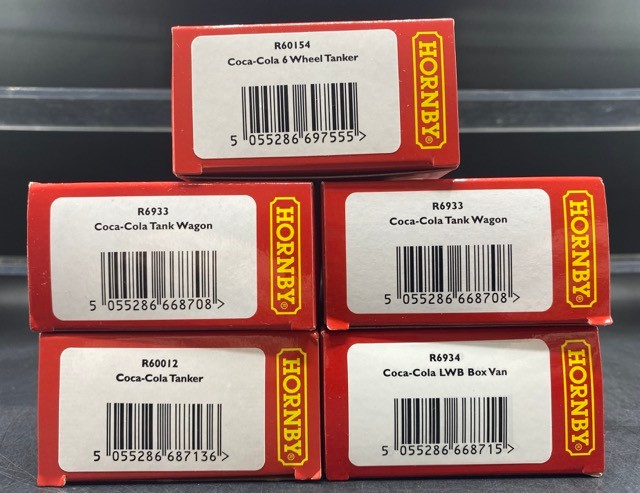 R60154
Coca-Cola 6 Wheel Tanker
5 055286 697555 >
HORNBY®
R6933
Coca-Cola Tank Wagon
5 055286 668708 >
HORNBY®
R6933
Coca-Cola Tank Wagon
5 055286 668708 >
HORNBY®
R60012
Coca-Cola Tanker
5 055286 687136 >
HORNBY®
R6934
Coca-Cola LWB Box Van
5 055286 668715 >
HORNBY®